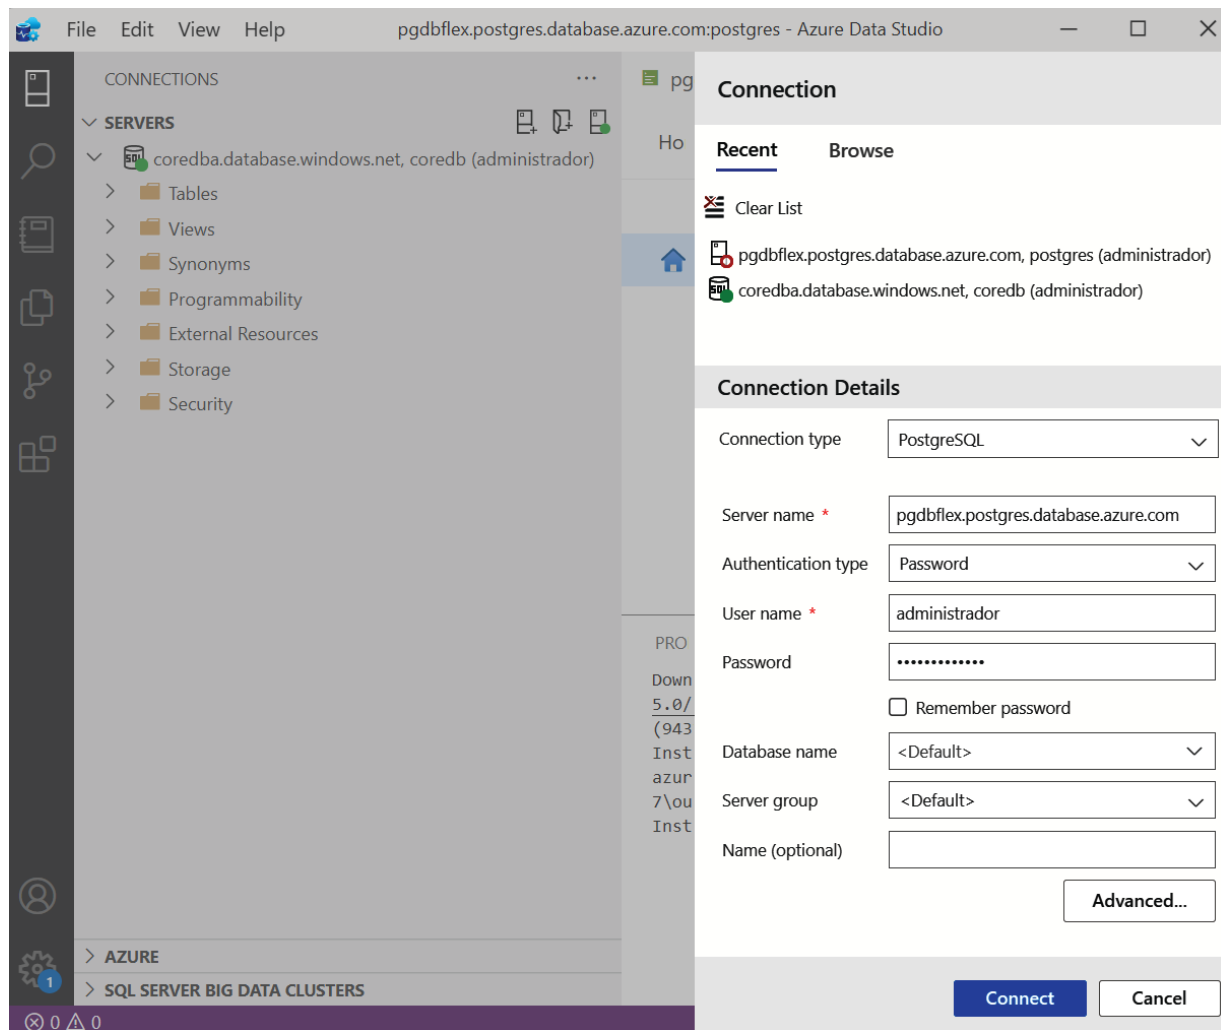 File Edit View Help pgdbflex.postgres.database.azure.com:postgres - Azure Data Studio
CONNECTIONS
SERVERS
coredba.database.windows.net, coredb (administrador)
Tables
Views
Synonyms
Programmability
External Resources
Storage
Security
AZURE
SQL SERVER BIG DATA CLUSTERS
0 0
1
pg
Ho
PRO
Down
5.0/
(943
Inst
azur
7\ou
Inst
Connection
Recent Browse
Clear List
pgdbflex.postgres.database.azure.com, postgres (administrador)
SQL coredba.database.windows.net, coredb (administrador)
Connection Details
Connection type PostgreSQL
Server name * pgdbflex.postgres.database.azure.com
Authentication type Password
User name * administrador
Password •••••••••••••
Remember password
Database name <Default>
Server group <Default>
Name (optional)
Advanced...
Connect Cancel